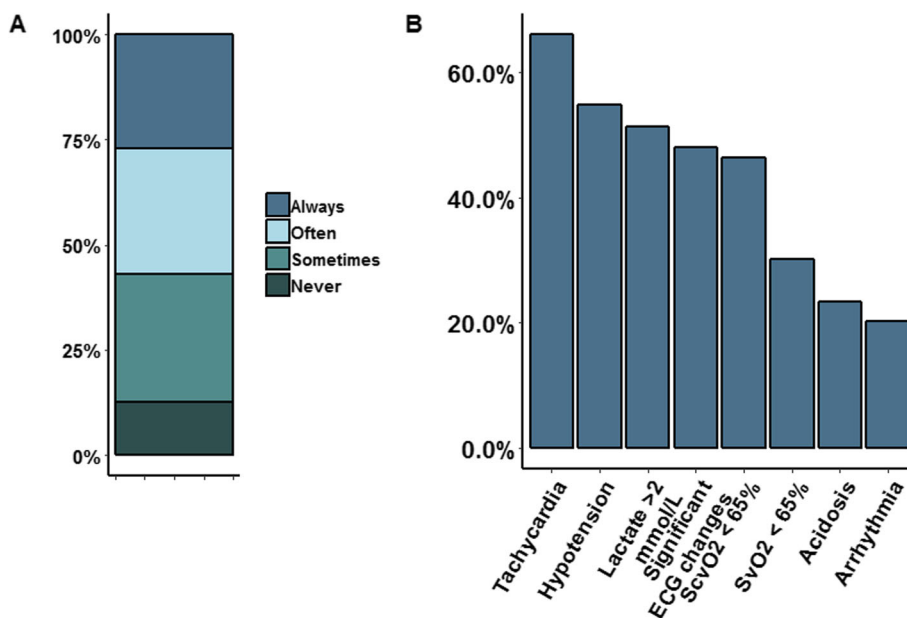 A
100%
75%
50%
25%
0%
Always
Often
Sometimes
Never
B
60.0%
40.0%
20.0%
0.0%
Tachycardia
Hypotension
Lactate >2
mmol/L
Significant
ECG changes
ScvO2 < 65%
SvO2 < 65%
Acidosis
Arrhythmia